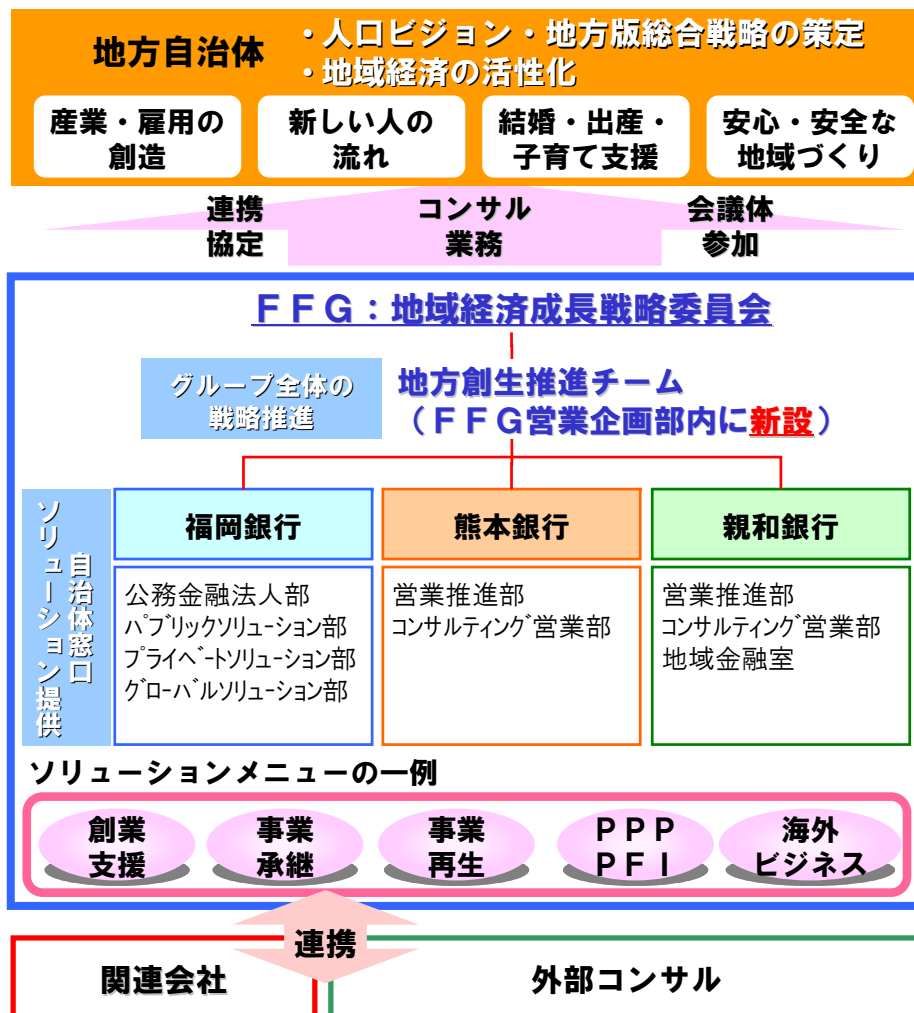 地方自治体
・人口ビジョン・地方版総合戦略の策定
・地域経済の活性化
産業・雇用の
創造
新しい人の
流れ
結婚・出産・
子育て支援
安心・安全な
地域づくり
連携
協定
コンサル
業務
会議体
参加
ＦＦＧ：地域経済成長戦略委員会
グループ全体の
戦略推進
地方創生推進チーム
（ＦＦＧ営業企画部内に新設）
自治体窓口
ソリューション提供
福岡銀行
公務金融法人部
ﾊﾟﾌﾞﾘｯｸｿﾘｭｰｼｮﾝ部
ﾌﾟﾗｲﾍﾞｰﾄｿﾘｭｰｼｮﾝ部
ｸﾞﾛｰﾊﾞﾙｿﾘｭｰｼｮﾝ部
熊本銀行
営業推進部
ｺﾝｻﾙﾃｨﾝｸﾞ営業部
親和銀行
営業推進部
ｺﾝｻﾙﾃｨﾝｸﾞ営業部
地域金融室
ソリューションメニューの一例
創業
支援
事業
承継
事業
再生
ＰＰＰ
ＰＦＩ
海外
ビジネス
連携
関連会社
外部コンサル